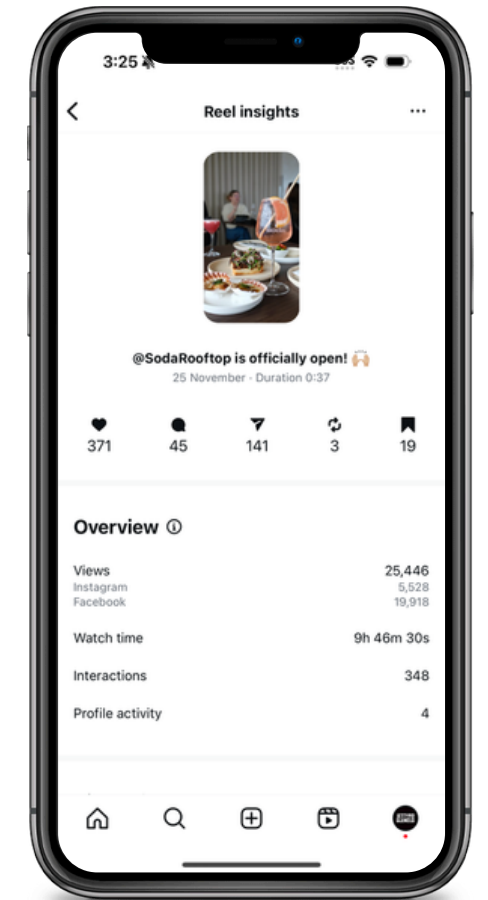 3:25
Reel insights
@SodaRooftop is officially open! 🙌🏼
25 November · Duration 0:37
371 45 141 3 19
Overview
Views 25,446
Instagram 5,528
Facebook 19,918
Watch time 9h 46m 30s
Interactions 348
Profile activity 4